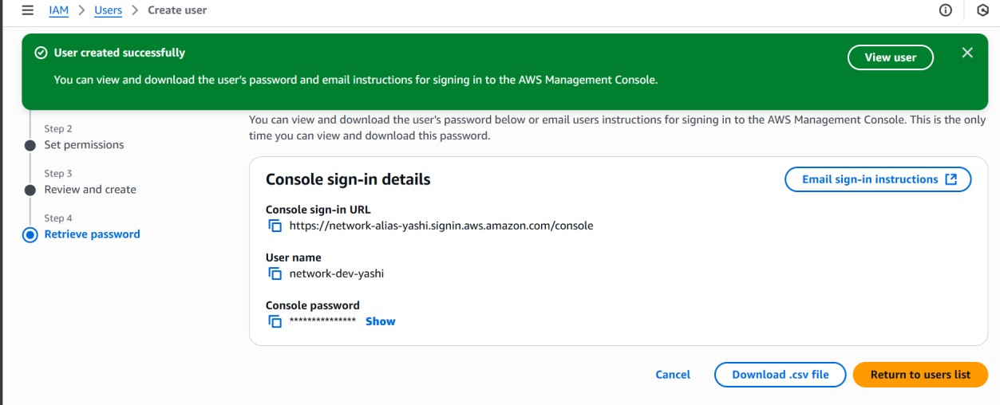 IAM > Users > Create user
User created successfully
View user
You can view and download the user's password and email instructions for signing in to the AWS Management Console.
Step 2
Set permissions
Step 3
Review and create
Step 4
Retrieve password
You can view and download the user's password below or email users instructions for signing in to the AWS Management Console. This is the only
time you can view and download this password.
Console sign-in details
Email sign-in instructions
Console sign-in URL
https://network-alias-yashi.signin.aws.amazon.com/console
User name
network-dev-yashi
Console password
*************** Show
Cancel
Download .csv file
Return to users list